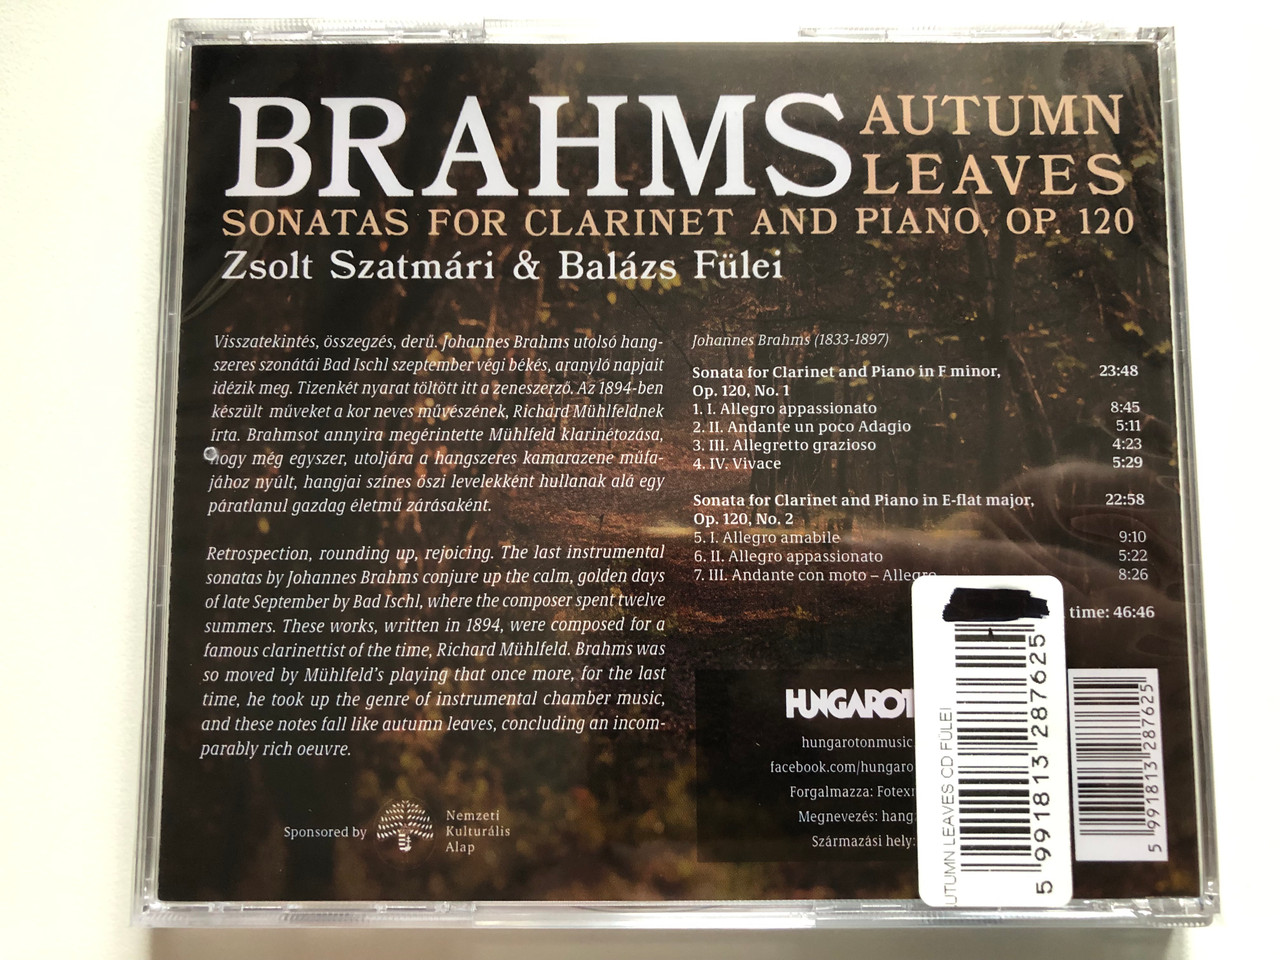 BRAHMS AUTUMN
LEAVES
SONATAS FOR CLARINET AND PIANO, OP. 120
Zsolt Szatmári & Balázs Fülei
Visszatekintés, összegzés, derű. Johannes Brahms utolsó hang-
szeres szonátái Bad Ischl szeptember végi békés, aranyló napjait
idézik meg. Tizenkét nyarat töltött itt a zeneszerző. Az 1894-ben
készült műveket a kor neves művészének, Richard Mühlfeldnek
írta. Brahmsot annyira megérintette Mühlfeld klarinétozása,
hogy még egyszer, utoljára a hangszeres kamarazene műfa-
jához nyúlt, hangjai színes őszi levelekként hullanak alá egy
páratlanul gazdag életmű zárásaként.
Retrospection, rounding up, rejoicing. The last instrumental
sonatas by Johannes Brahms conjure up the calm, golden days
of late September by Bad Ischl, where the composer spent twelve
summers. These works, written in 1894, were composed for a
famous clarinettist of the time, Richard Mühlfeld. Brahms was
so moved by Mühlfeld's playing that once more, for the last
time, he took up the genre of instrumental chamber music,
and these notes fall like autumn leaves, concluding an incom-
parably rich oeuvre.
Sponsored by
Nemzeti
Kulturális
Alap
Johannes Brahms (1833-1897)
Sonata for Clarinet and Piano in F minor, 23:48
Op. 120, No. 1
1. I. Allegro appassionato 8:45
2. II. Andante un poco Adagio 5:11
3. III. Allegretto grazioso 4:23
4. IV. Vivace 5:29
Sonata for Clarinet and Piano in E-flat major, 22:58
Op. 120, No. 2
5. I. Allegro amabile 9:10
6. II. Allegro appassionato 5:22
7. III. Andante con moto – Allegro 8:26
time: 46:46
HUNGAROT
hungarotonmusic.
facebook.com/hungaro
Forgalmazza: Fotex
Megnevezés: hang
Származási hely:
UTUMN LEAVES CD FÜLEI
5 991813 287625
5 991813 287625